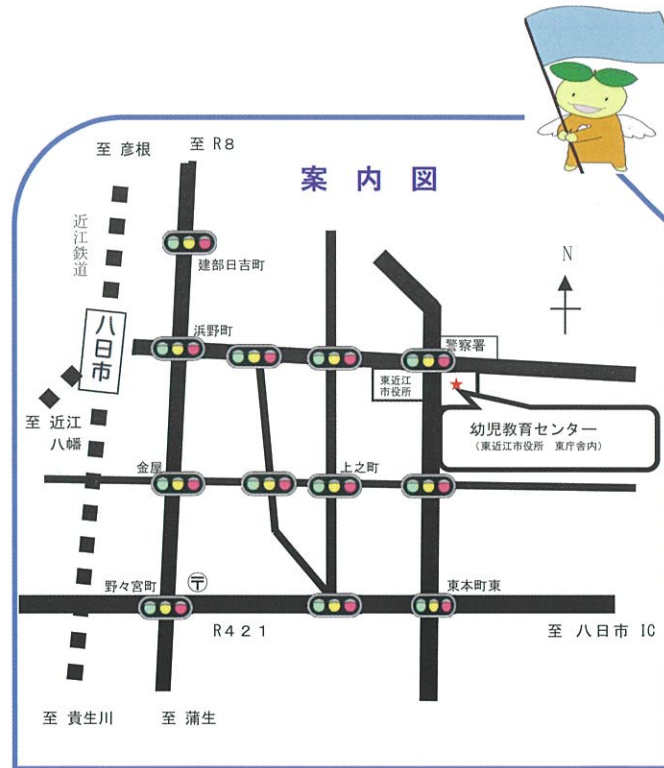 案 内 図
至 彦根
至 R8
近江鉄道
建部日吉町
八日市
浜野町
警察署
東近江
市役所
N
至 近江
八幡
幼児教育センター
(東近江市役所 東庁舎内)
金屋
上之町
野々宮町
〒
東本町東
R421
至 八日市 IC
至 貴生川
至 蒲生